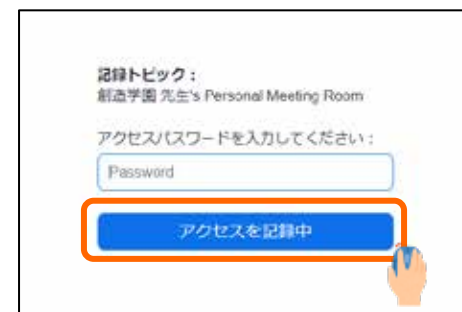 記録トピック：
創造学園 先生's Personal Meeting Room
アクセスパスワードを入力してください：
Password
アクセスを記録中